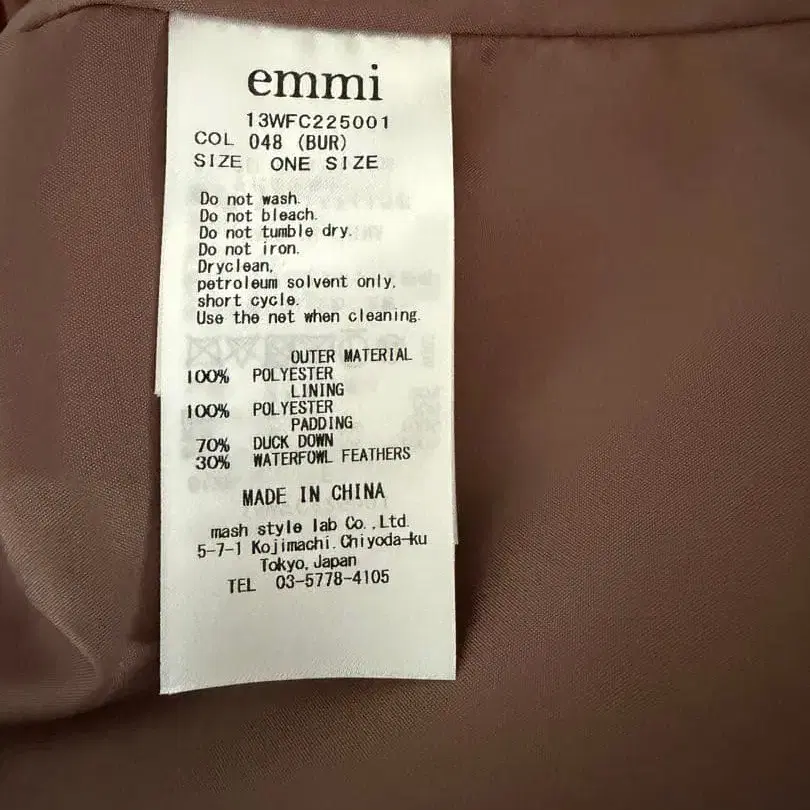 emmi
13WFC225001
COL 048 (BUR)
SIZE ONE SIZE
Do not wash.
Do not bleach.
Do not tumble dry.
Do not iron.
Dryclean,
petroleum solvent only,
short cycle.
Use the net when cleaning.
OUTER MATERIAL
100% POLYESTER
LINING
100% POLYESTER
PADDING
70% DUCK DOWN
30% WATERFOWL FEATHERS
MADE IN CHINA
mash style lab Co.,Ltd.
5-7-1 Kojimachi.Chiyoda-ku
Tokyo,Japan
TEL 03-5778-4105